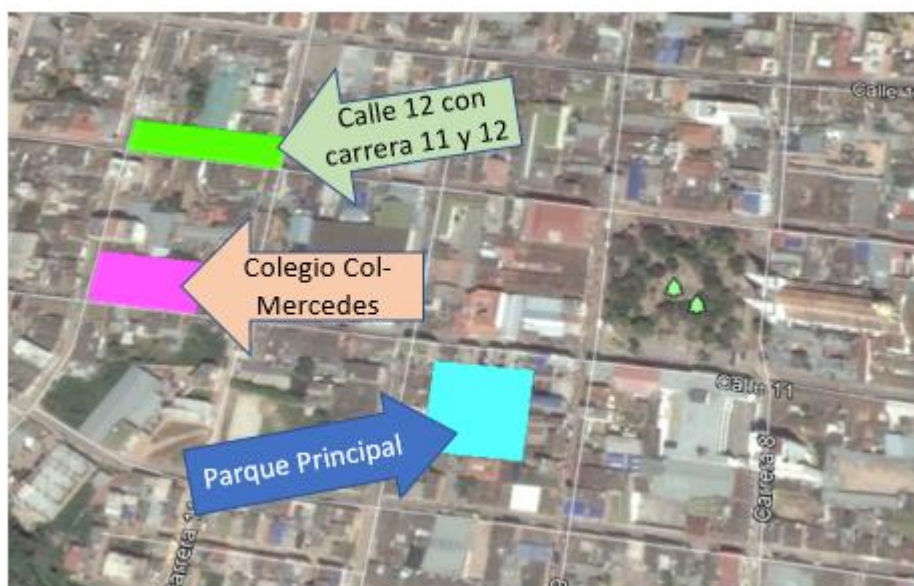 Calle 12 con
carrera 11 y 12
Colegio Col-
Mercedes
Calle 11
Parque Principal
Carrera 8